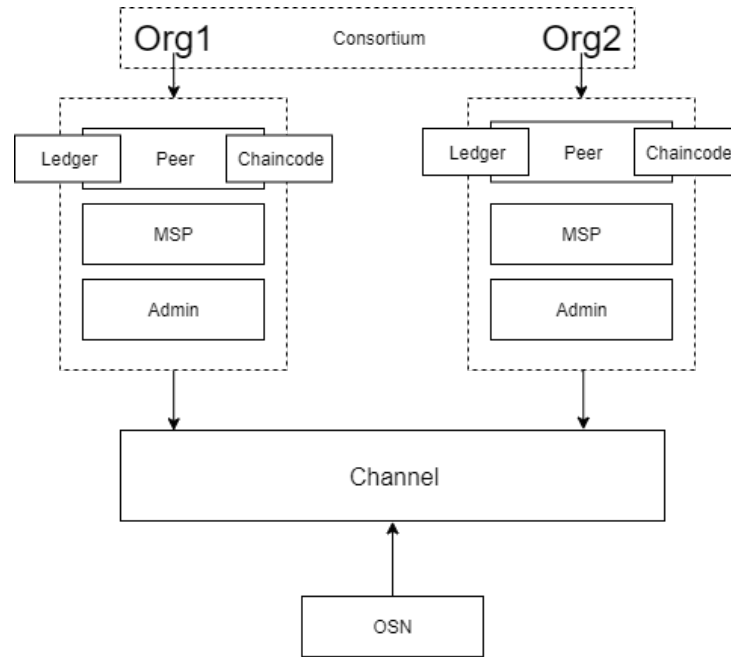 Org1 Consortium Org2
Ledger Peer Chaincode Ledger Peer Chaincode
MSP MSP
Admin Admin
Channel
OSN